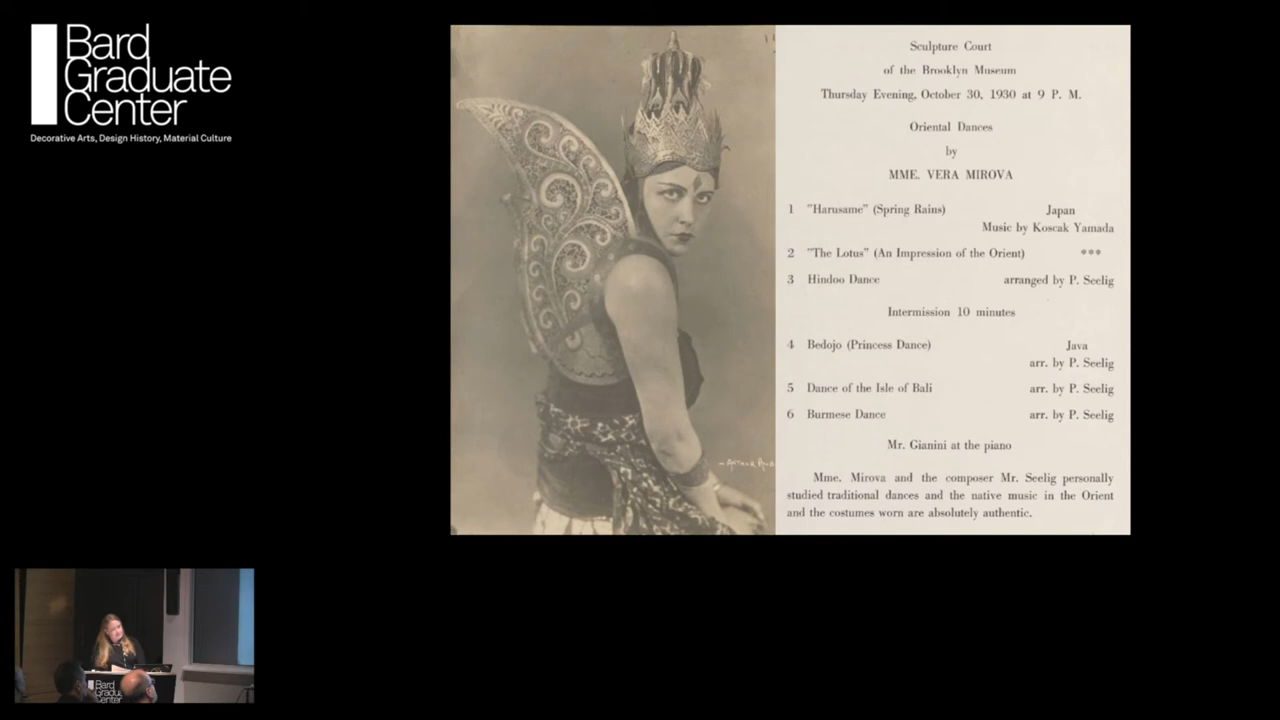 Bard
Graduate
Center
Decorative Arts, Design History, Material Culture
Sculpture Court
of the Brooklyn Museum
Thursday Evening, October 30, 1930 at 9 P. M.
Oriental Dances
by
MME. VERA MIROVA
1 "Harusame" (Spring Rains) Japan
Music by Koscak Yamada
2 "The Lotus" (An Impression of the Orient) ***
3 Hindoo Dance arranged by P. Seelig
Intermission 10 minutes
4 Bedojo (Princess Dance) Java
arr. by P. Seelig
5 Dance of the Isle of Bali arr. by P. Seelig
6 Burmese Dance arr. by P. Seelig
Mr. Gianini at the piano
Mme. Mirova and the composer Mr. Seelig personally
studied traditional dances and the native music in the Orient
and the costumes worn are absolutely authentic.
Bard
Center